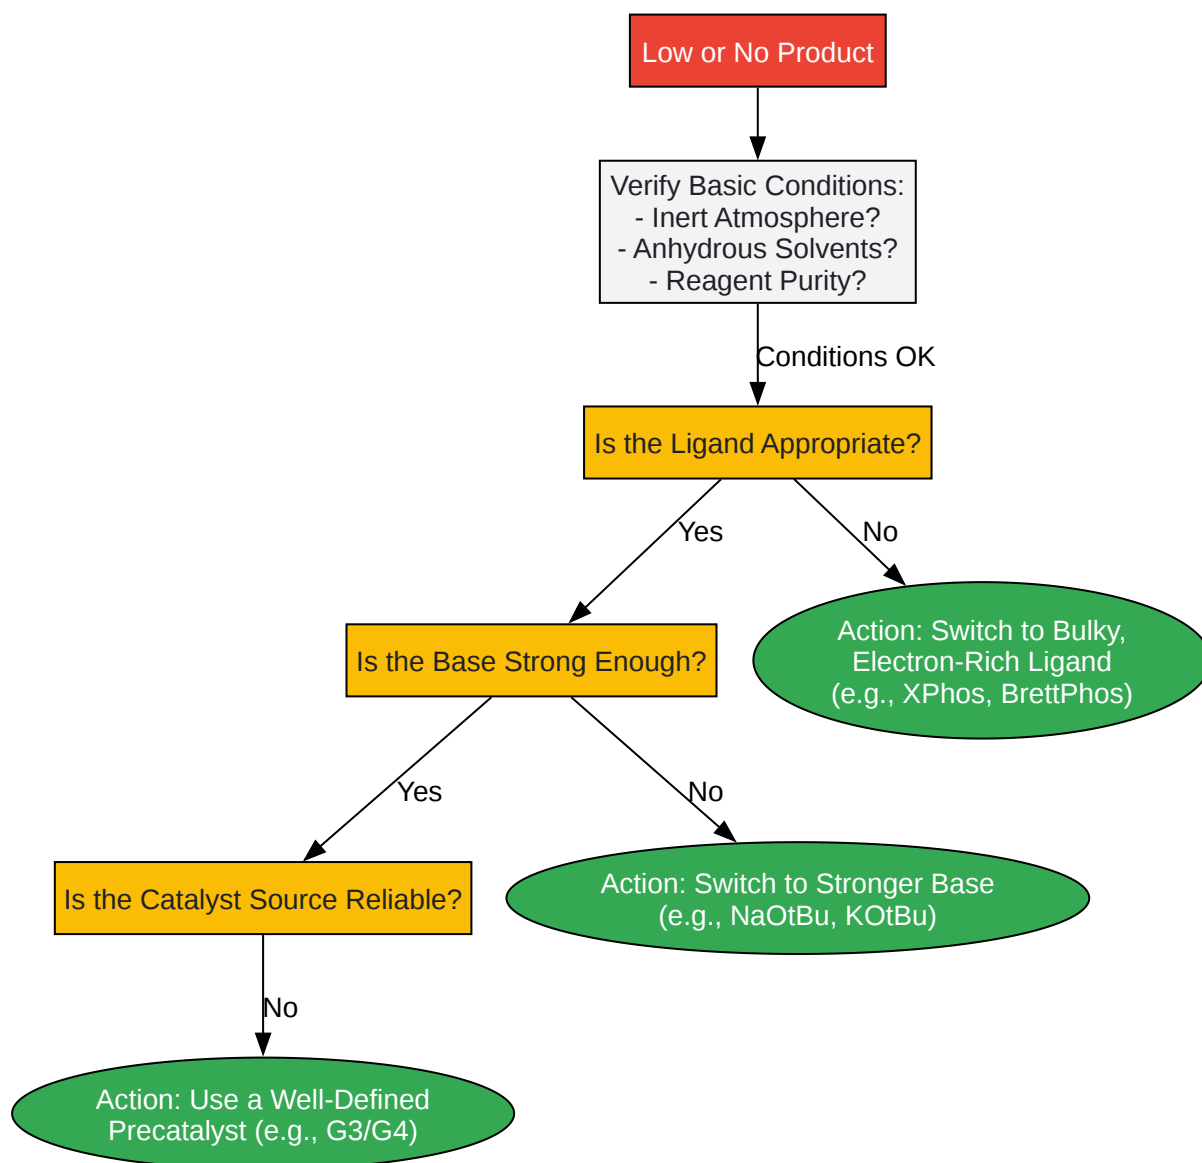 Low or No Product
Verify Basic Conditions:
- Inert Atmosphere?
- Anhydrous Solvents?
- Reagent Purity?
Conditions OK
Is the Ligand Appropriate?
Yes
No
Action: Switch to Bulky,
Electron-Rich Ligand
(e.g., XPhos, BrettPhos)
Is the Base Strong Enough?
Yes
No
Action: Switch to Stronger Base
(e.g., NaOtBu, KOtBu)
Is the Catalyst Source Reliable?
No
Action: Use a Well-Defined
Precatalyst (e.g., G3/G4)